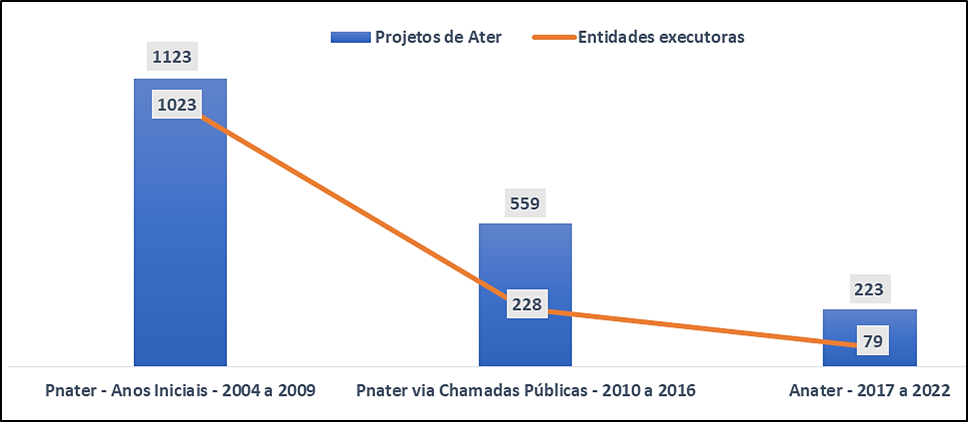 Projetos de Ater
Entidades executoras
1123
1023
559
228
223
79
Pnater - Anos Iniciais - 2004 a 2009
Pnater via Chamadas Públicas - 2010 a 2016
Anater - 2017 a 2022